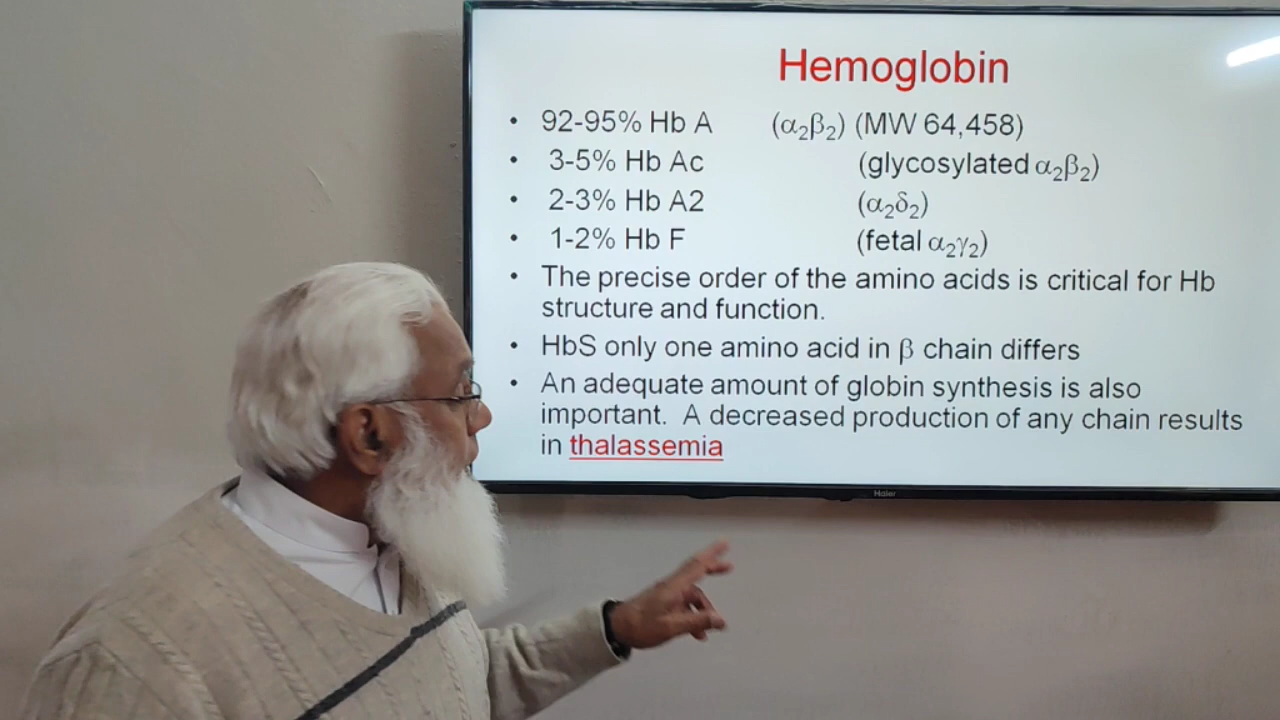 Hemoglobin
• 92-95% Hb A (α₂β₂) (MW 64,458)
• 3-5% Hb Ac (glycosylated α₂β₂)
• 2-3% Hb A2 (α₂δ₂)
• 1-2% Hb F (fetal α₂γ₂)
• The precise order of the amino acids is critical for Hb
structure and function.
• HbS only one amino acid in β chain differs
• An adequate amount of globin synthesis is also
important. A decreased production of any chain results
in thalassemia
Haier